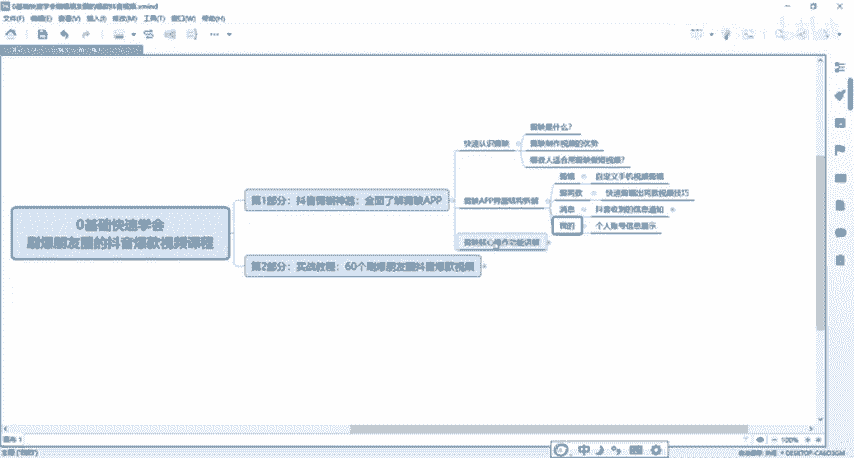 0基础快速学会刷爆朋友圈的爆款抖音视频.xmind
文件(F) 编辑(E) 查看(V) 插入(I) 修改(M) 工具(T) 窗口(W) 帮助(H)
剪映是什么?
快速认识剪映
剪映制作视频的优势
哪些人适合用剪映做短视频?
剪辑 自定义手机视频剪辑
第1部分:抖音剪辑神器:全面了解剪映APP
剪同款 快速剪辑出同款视频技巧
剪映APP界面结构拆解
0基础快速学会
消息 抖音收到的信息通知
刷爆朋友圈的抖音爆款视频课程
我的 个人账号信息展示
剪映核心操作功能讲解
第2部分:实战教程:60个刷爆朋友圈抖音爆款视频
100%
中